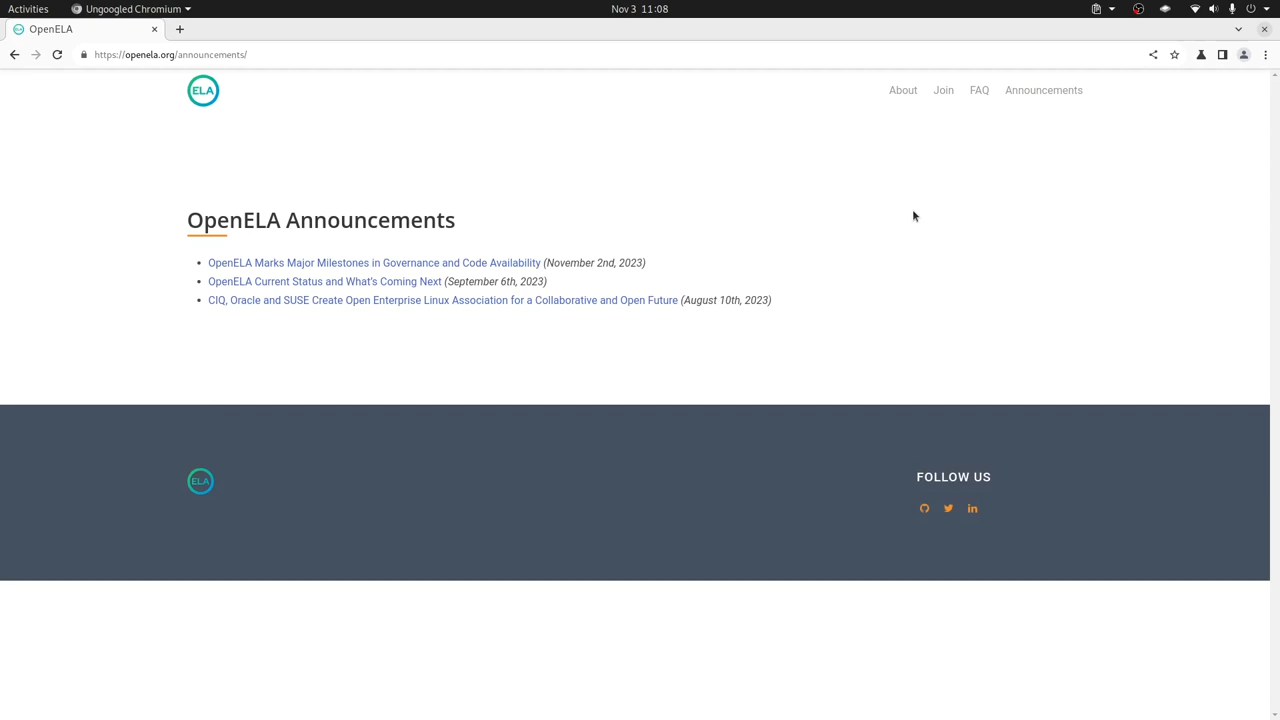 Activities Ungoogled Chromium Nov 3 11:08
OpenELA
https://openela.org/announcements/
ELA About Join FAQ Announcements
OpenELA Announcements
OpenELA Marks Major Milestones in Governance and Code Availability (November 2nd, 2023)
OpenELA Current Status and What’s Coming Next (September 6th, 2023)
CIQ, Oracle and SUSE Create Open Enterprise Linux Association for a Collaborative and Open Future (August 10th, 2023)
ELA FOLLOW US